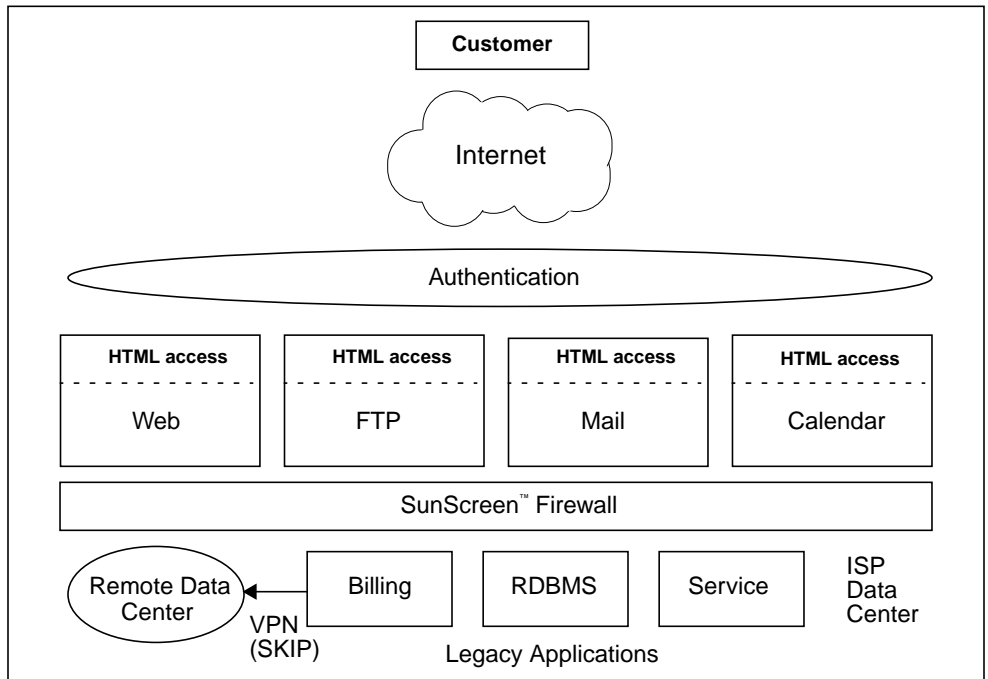 Customer
Internet
Authentication
HTML access
Web
HTML access
FTP
HTML access
Mail
HTML access
Calendar
SunScreen™ Firewall
Remote Data
Center
VPN
(SKIP)
Billing
RDBMS
Service
ISP
Data
Center
Legacy Applications